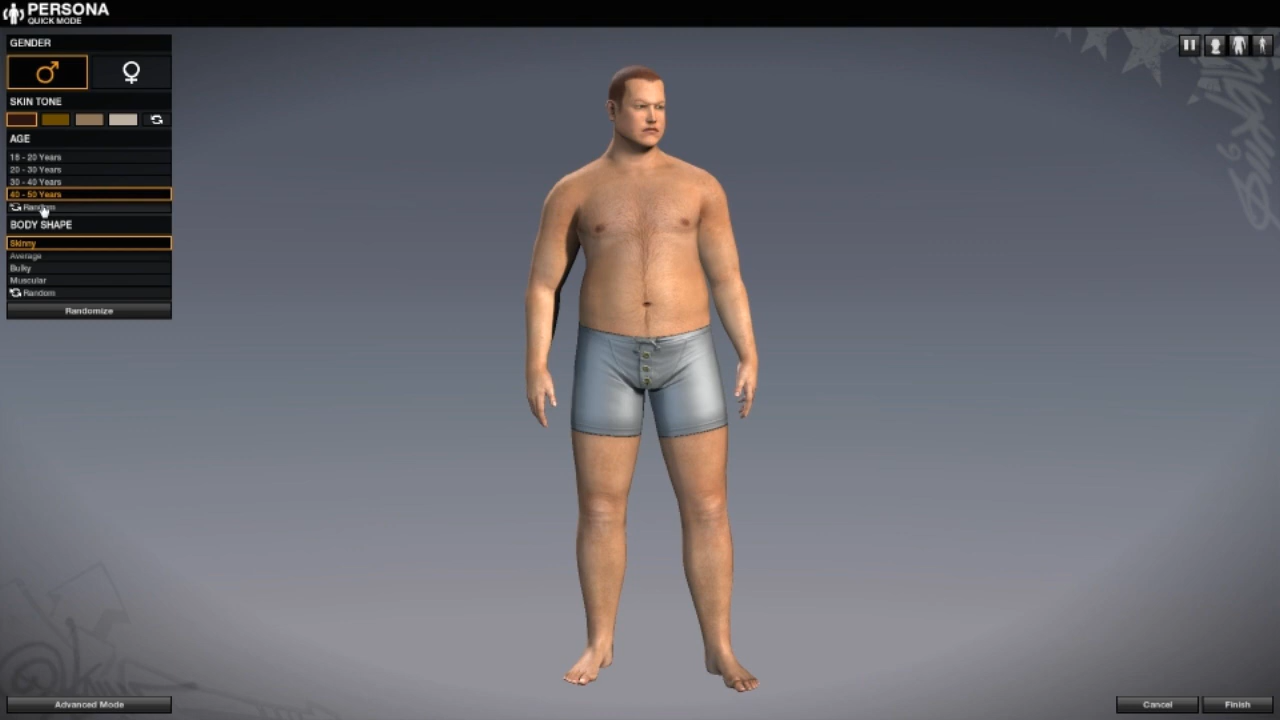 PERSONA
QUICK MODE
GENDER
SKIN TONE
AGE
16 - 20 Years
20 - 30 Years
30 - 40 Years
40 - 50 Years
Random
BODY SHAPE
Skinny
Average
Bulky
Muscular
Random
Randomize
Advanced Mode
Cancel
Finish